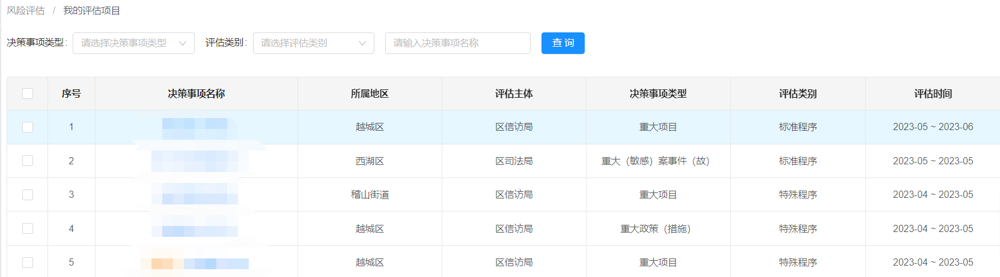 风险评估 / 我的评估项目
决策事项类型: 请选择决策事项类型 评估类别: 请选择评估类别 请输入决策事项名称 查 询
序号 决策事项名称 所属地区 评估主体 决策事项类型 评估类别 评估时间
1 越城区 区信访局 重大项目 标准程序 2023-05 ~ 2023-06
2 西湖区 区司法局 重大（敏感）案事件（故） 标准程序 2023-05 ~ 2023-05
3 稽山街道 区信访局 重大项目 特殊程序 2023-04 ~ 2023-05
4 越城区 区信访局 重大政策（措施） 特殊程序 2023-04 ~ 2023-05
5 越城区 区信访局 重大项目 特殊程序 2023-04 ~ 2023-05